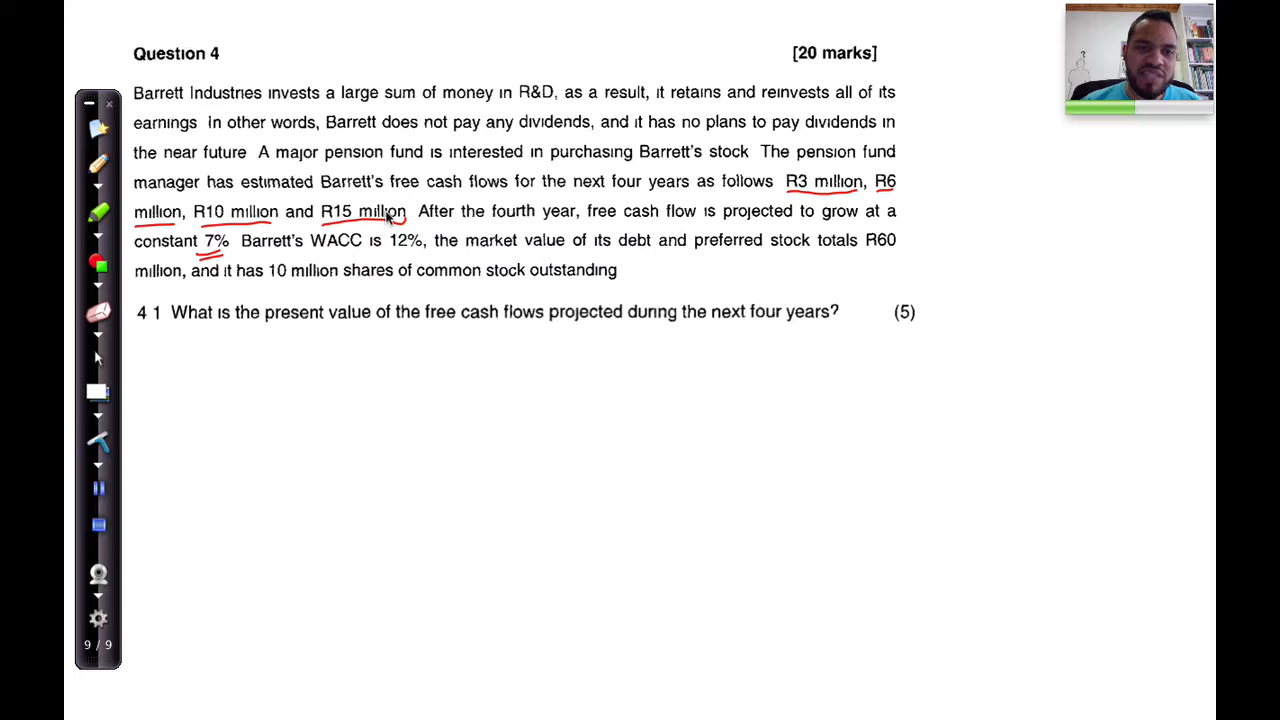 Question 4 [20 marks]
Barrett Industries invests a large sum of money in R&D, as a result, it retains and reinvests all of its
earnings In other words, Barrett does not pay any dividends, and it has no plans to pay dividends in
the near future A major pension fund is interested in purchasing Barrett's stock The pension fund
manager has estimated Barrett's free cash flows for the next four years as follows R3 million, R6
million, R10 million and R15 million After the fourth year, free cash flow is projected to grow at a
constant 7% Barrett's WACC is 12%, the market value of its debt and preferred stock totals R60
million, and it has 10 million shares of common stock outstanding
4 1 What is the present value of the free cash flows projected during the next four years? (5)
9 / 9